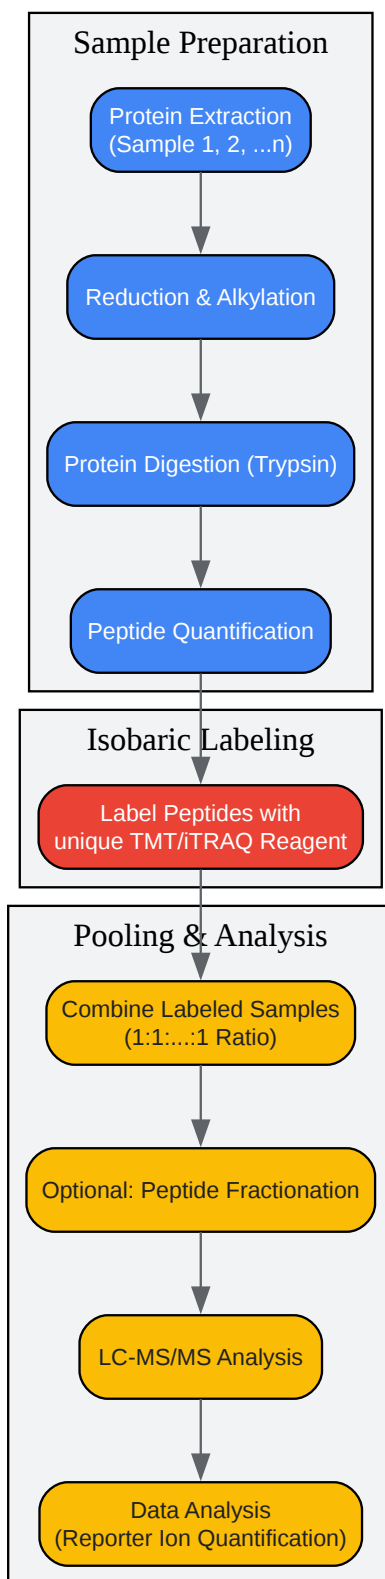 Sample Preparation
Protein Extraction
(Sample 1, 2, ...n)
Reduction & Alkylation
Protein Digestion (Trypsin)
Peptide Quantification
Isobaric Labeling
Label Peptides with
unique TMT/iTRAQ Reagent
Pooling & Analysis
Combine Labeled Samples
(1:1:...:1 Ratio)
Optional: Peptide Fractionation
LC-MS/MS Analysis
Data Analysis
(Reporter Ion Quantification)